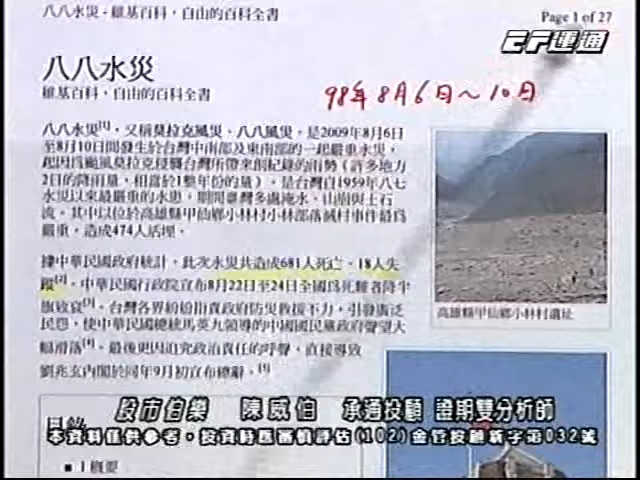 八八水災 - 維基百科，自由的百科全書
Page 1 of 27
運通
八八水災
維基百科，自由的百科全書
98年8月6日～10日
八八水災[1]，又稱莫拉克風災、八八風災，是2009年8月6日
至8月10日間發生於台灣中南部及東南部的一起嚴重水災，
起因為颱風莫拉克侵襲台灣所帶來創紀錄的雨勢（許多地方
2日的降雨量，相當於1整年份的量），是台灣自1959年八七
水災以來最嚴重的水患，期間臺灣多處淹水、山崩與土石
流。其中以位於高雄縣甲仙鄉小林村小林部落滅村事件最為
嚴重，造成474人活埋。
據中華民國政府統計，此次水災共造成681人死亡、18人失
蹤[2]。中華民國行政院宣布8月22日至24日全國為死難者降半
旗致哀[3]。台灣各界紛紛指責政府防災救援不力，引發廣泛
民怨，使中華民國總統馬英九領導的中國國民黨政府聲望大
幅滑落[4]。最後更因追究政治責任的呼聲，直接導致
劉兆玄內閣於同年9月初宣布總辭。[5]
高雄縣甲仙鄉小林村遺址
股市伯樂 陳威伯 承通投顧 證期雙分析師
本資料僅供參考，投資時應審慎評估(102)金管投顧新字第032號
1 概要